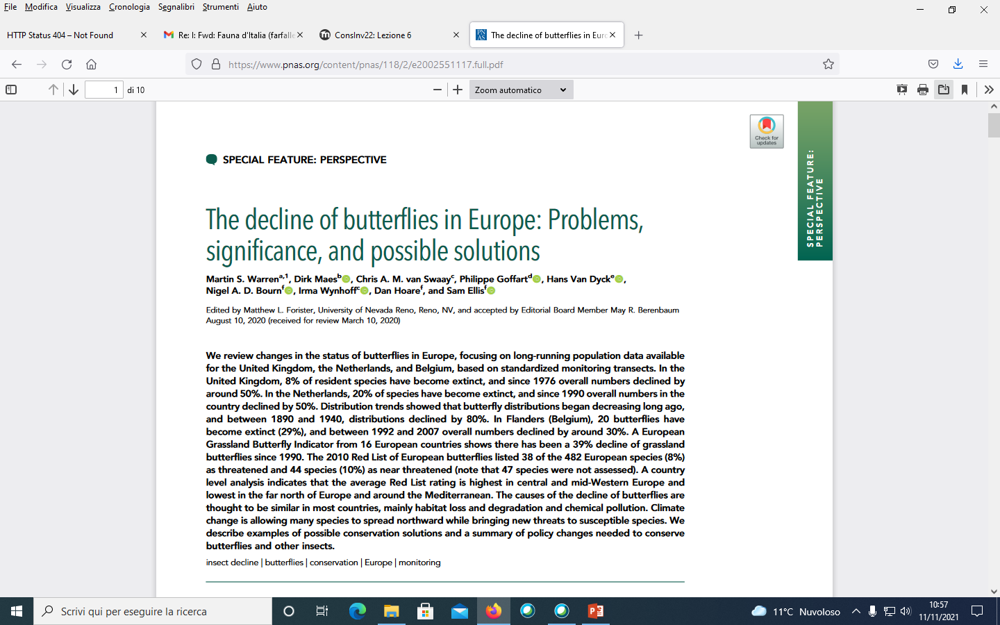 File Modifica Visualizza Cronologia Segnalibri Strumenti Aiuto
HTTP Status 404 – Not Found
Re: I: Fwd: Fauna d'Italia (farfalle
ConsInv22: Lezione 6
The decline of butterflies in Euro
https://www.pnas.org/content/pnas/118/2/e2002551117.full.pdf
1 di 10
Zoom automatico
Check for
updates
SPECIAL FEATURE: PERSPECTIVE
SPECIAL FEATURE:
PERSPECTIVE
The decline of butterflies in Europe: Problems,
significance, and possible solutions
Martin S. Warren^a,1, Dirk Maes^b, Chris A. M. van Swaay^c, Philippe Goffart^d, Hans Van Dyck^e,
Nigel A. D. Bourn^f, Irma Wynhoff^c, Dan Hoare^f, and Sam Ellis^f
Edited by Matthew L. Forister, University of Nevada Reno, Reno, NV, and accepted by Editorial Board Member May R. Berenbaum
August 10, 2020 (received for review March 10, 2020)
We review changes in the status of butterflies in Europe, focusing on long-running population data available
for the United Kingdom, the Netherlands, and Belgium, based on standardized monitoring transects. In the
United Kingdom, 8% of resident species have become extinct, and since 1976 overall numbers declined by
around 50%. In the Netherlands, 20% of species have become extinct, and since 1990 overall numbers in the
country declined by 50%. Distribution trends showed that butterfly distributions began decreasing long ago,
and between 1890 and 1940, distributions declined by 80%. In Flanders (Belgium), 20 butterflies have
become extinct (29%), and between 1992 and 2007 overall numbers declined by around 30%. A European
Grassland Butterfly Indicator from 16 European countries shows there has been a 39% decline of grassland
butterflies since 1990. The 2010 Red List of European butterflies listed 38 of the 482 European species (8%)
as threatened and 44 species (10%) as near threatened (note that 47 species were not assessed). A country
level analysis indicates that the average Red List rating is highest in central and mid-Western Europe and
lowest in the far north of Europe and around the Mediterranean. The causes of the decline of butterflies are
thought to be similar in most countries, mainly habitat loss and degradation and chemical pollution. Climate
change is allowing many species to spread northward while bringing new threats to susceptible species. We
describe examples of possible conservation solutions and a summary of policy changes needed to conserve
butterflies and other insects.
insect decline | butterflies | conservation | Europe | monitoring
Scrivi qui per eseguire la ricerca
11°C Nuvoloso
10:57
11/11/2021